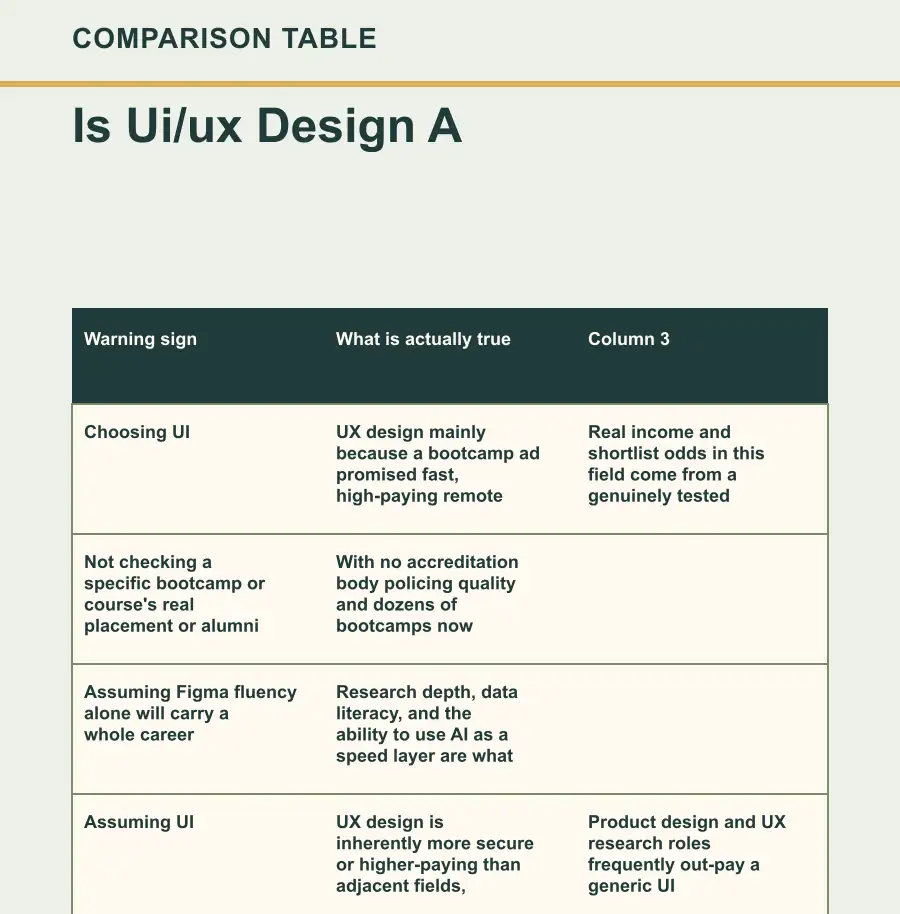 COMPARISON TABLE
Is Ui/ux Design A
Warning sign
What is actually true
Column 3
Choosing UI
UX design mainly
because a bootcamp ad
promised fast,
high-paying remote
Real income and
shortlist odds in this
field come from a
genuinely tested
Not checking a
specific bootcamp or
course's real
placement or alumni
With no accreditation
body policing quality
and dozens of
bootcamps now
Assuming Figma fluency
alone will carry a
whole career
Research depth, data
literacy, and the
ability to use AI as a
speed layer are what
Assuming UI
UX design is
inherently more secure
or higher-paying than
adjacent fields,
Product design and UX
research roles
frequently out-pay a
generic UI